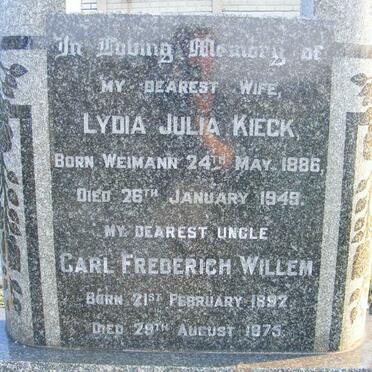 In Loving Memory of
MY DEAREST WIFE,
LYDIA JULIA KIECK,
BORN WEIMANN 24TH MAY 1886,
DIED 26TH JANUARY 1949.
MY DEAREST UNCLE
CARL FREDERICH WILLEM
BORN 21ST FEBRUARY 1892
DIED 29TH AUGUST 1973